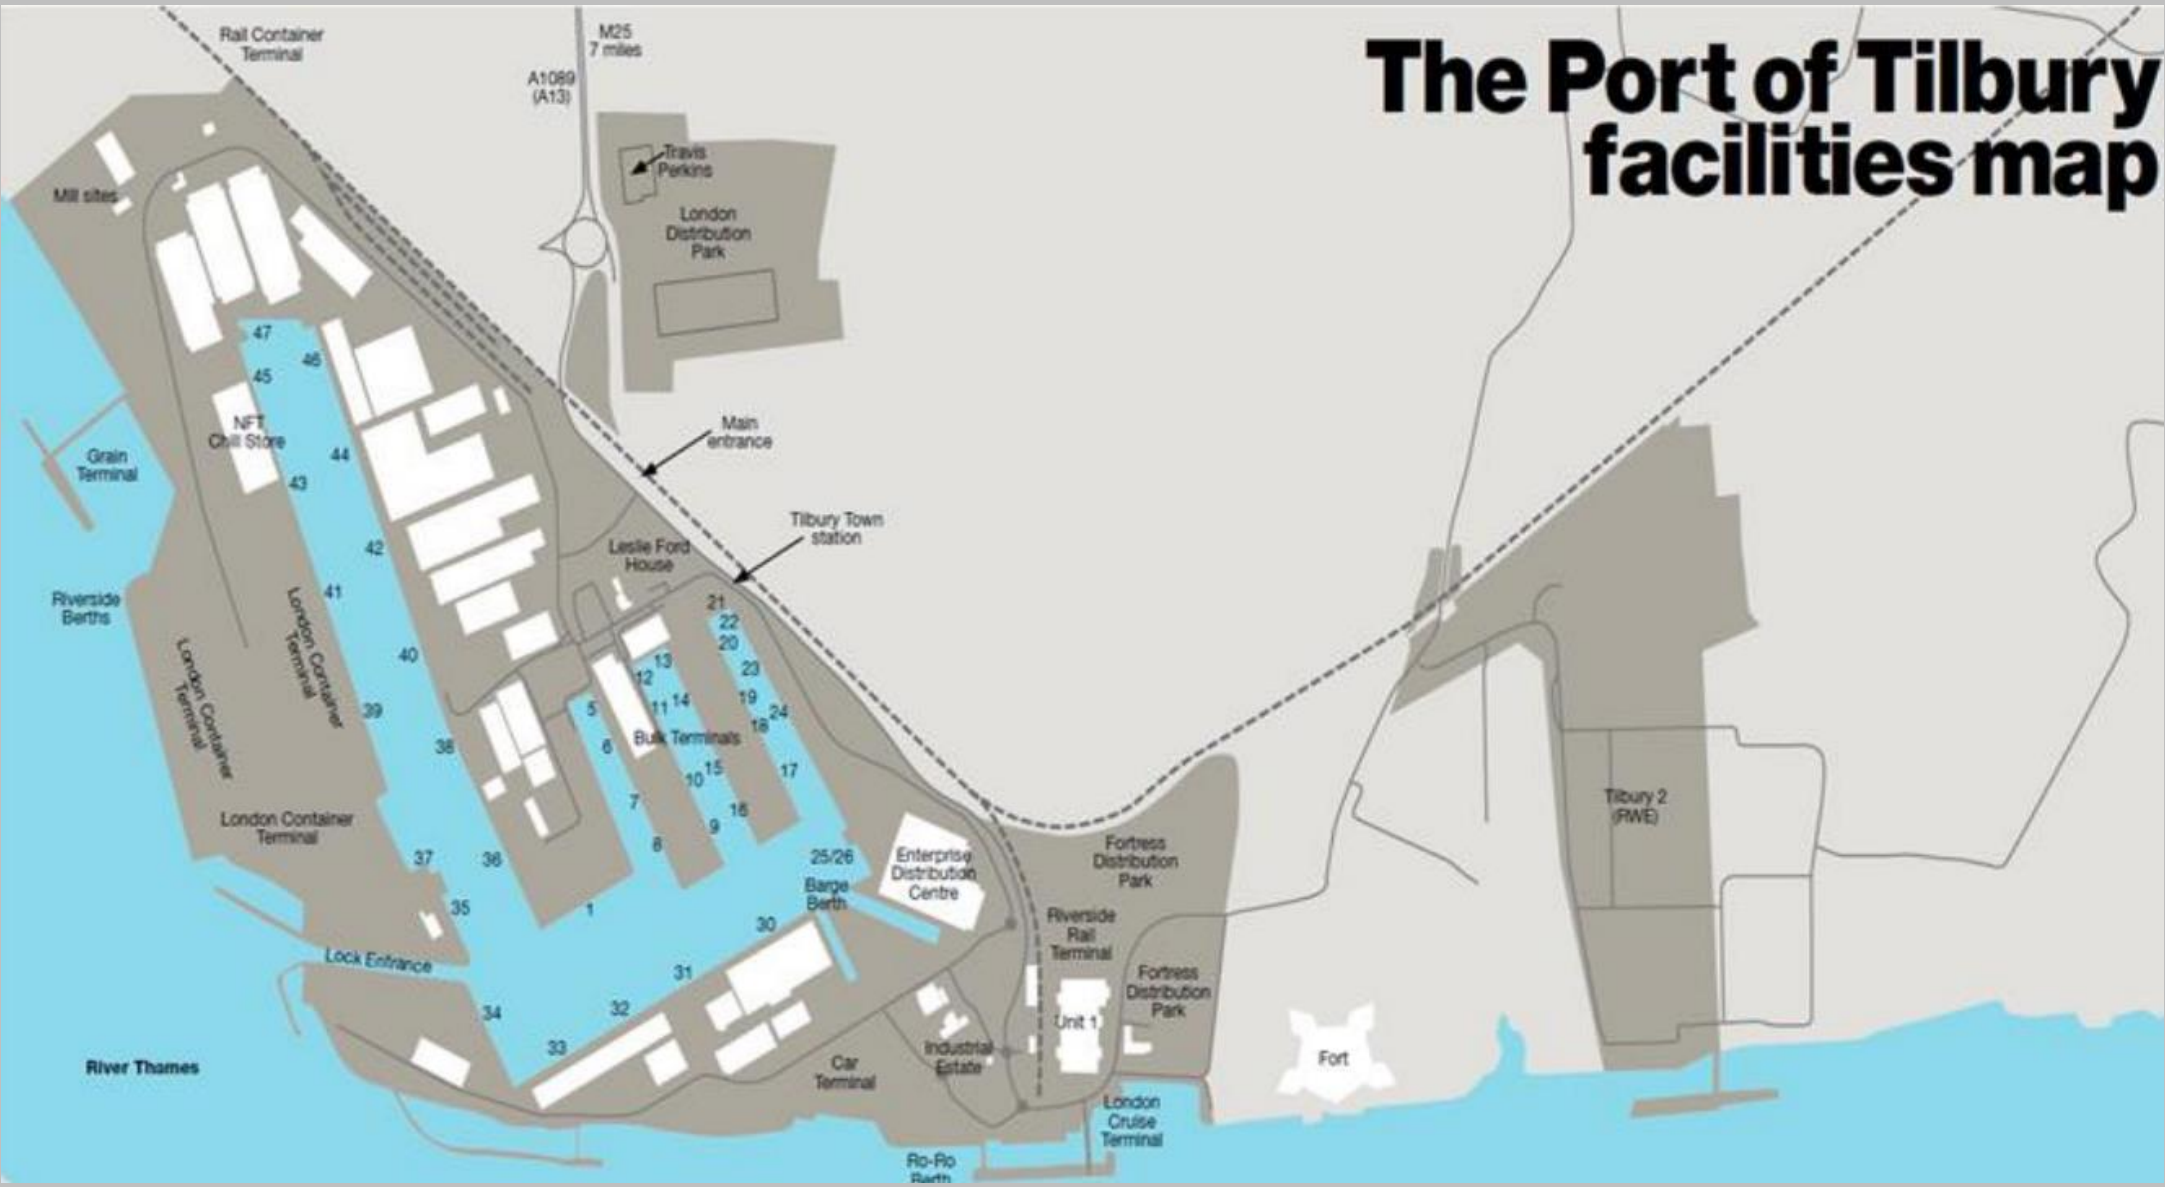 The Port of Tilbury
facilities map
Rail Container
Terminal
M25
7 miles
A1089
(A13)
Travis
Perkins
London
Distribution
Park
Mill sites
47
46
45
NFT
Chill Store
44
43
Grain
Terminal
Main
entrance
Tilbury Town
station
Leslie Ford
House
42
41
Riverside
Berths
London Container
Terminal
London Container
Terminal
40
39
38
London Container
Terminal
37
36
35
Lock Entrance
34
33
32
31
30
1
5
6
7
8
13
12
14
11
Bulk Terminals
15
10
16
9
21
22
20
23
19
24
18
17
25/26
Barge
Berth
Enterprise
Distribution
Centre
Fortress
Distribution
Park
Riverside
Rail
Terminal
Fortress
Distribution
Park
Unit 1
Industrial
Estate
Car
Terminal
River Thames
London
Cruise
Terminal
Ro-Ro
Berth
Fort
Tilbury 2
(RWE)